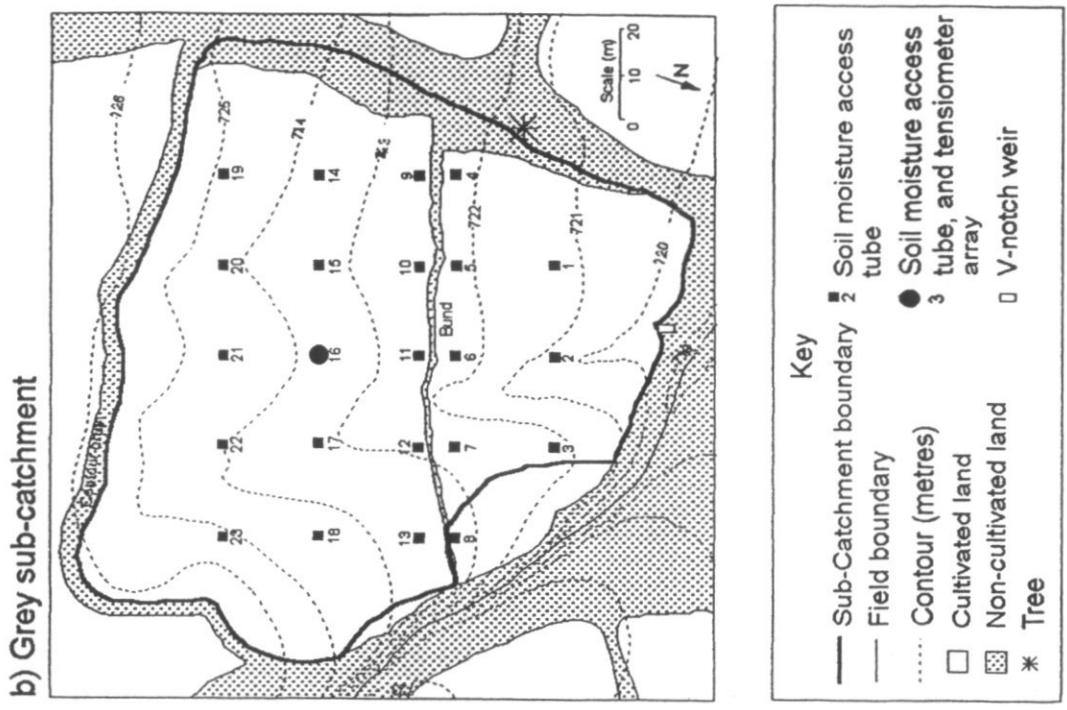 b) Grey sub-catchment
726
725
714
722
721
720
19
20
21
22
23
14
15
16
17
18
9
10
11
12
13
Bund
4
5
6
7
8
1
2
3
Scale (m)
0 10 20
N
Key
Sub-Catchment boundary
Field boundary
Contour (metres)
Cultivated land
Non-cultivated land
Tree
2 Soil moisture access
tube
3 Soil moisture access
tube, and tensiometer
array
V-notch weir